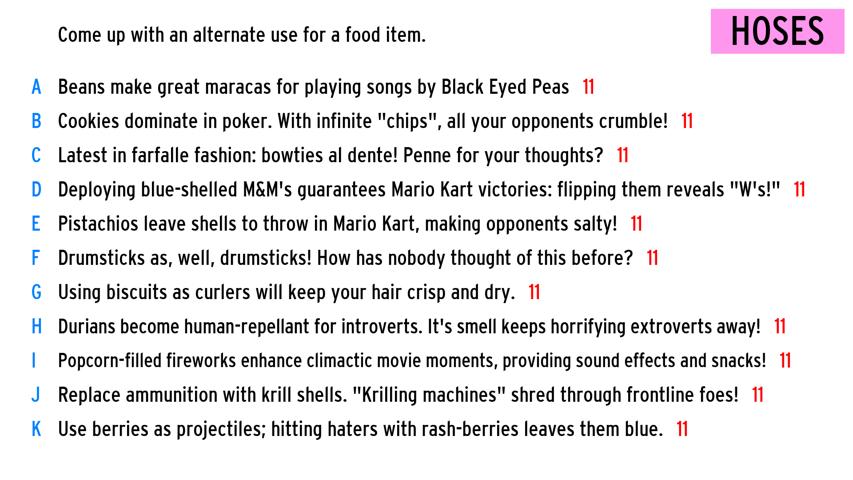 Come up with an alternate use for a food item.
HOSES
A Beans make great maracas for playing songs by Black Eyed Peas 11
B Cookies dominate in poker. With infinite "chips", all your opponents crumble! 11
C Latest in farfalle fashion: bowties al dente! Penne for your thoughts? 11
D Deploying blue-shelled M&M's guarantees Mario Kart victories: flipping them reveals "W's!" 11
E Pistachios leave shells to throw in Mario Kart, making opponents salty! 11
F Drumsticks as, well, drumsticks! How has nobody thought of this before? 11
G Using biscuits as curlers will keep your hair crisp and dry. 11
H Durians become human-repellant for introverts. It's smell keeps horrifying extroverts away! 11
I Popcorn-filled fireworks enhance climactic movie moments, providing sound effects and snacks! 11
J Replace ammunition with krill shells. "Krilling machines" shred through frontline foes! 11
K Use berries as projectiles; hitting haters with rash-berries leaves them blue. 11